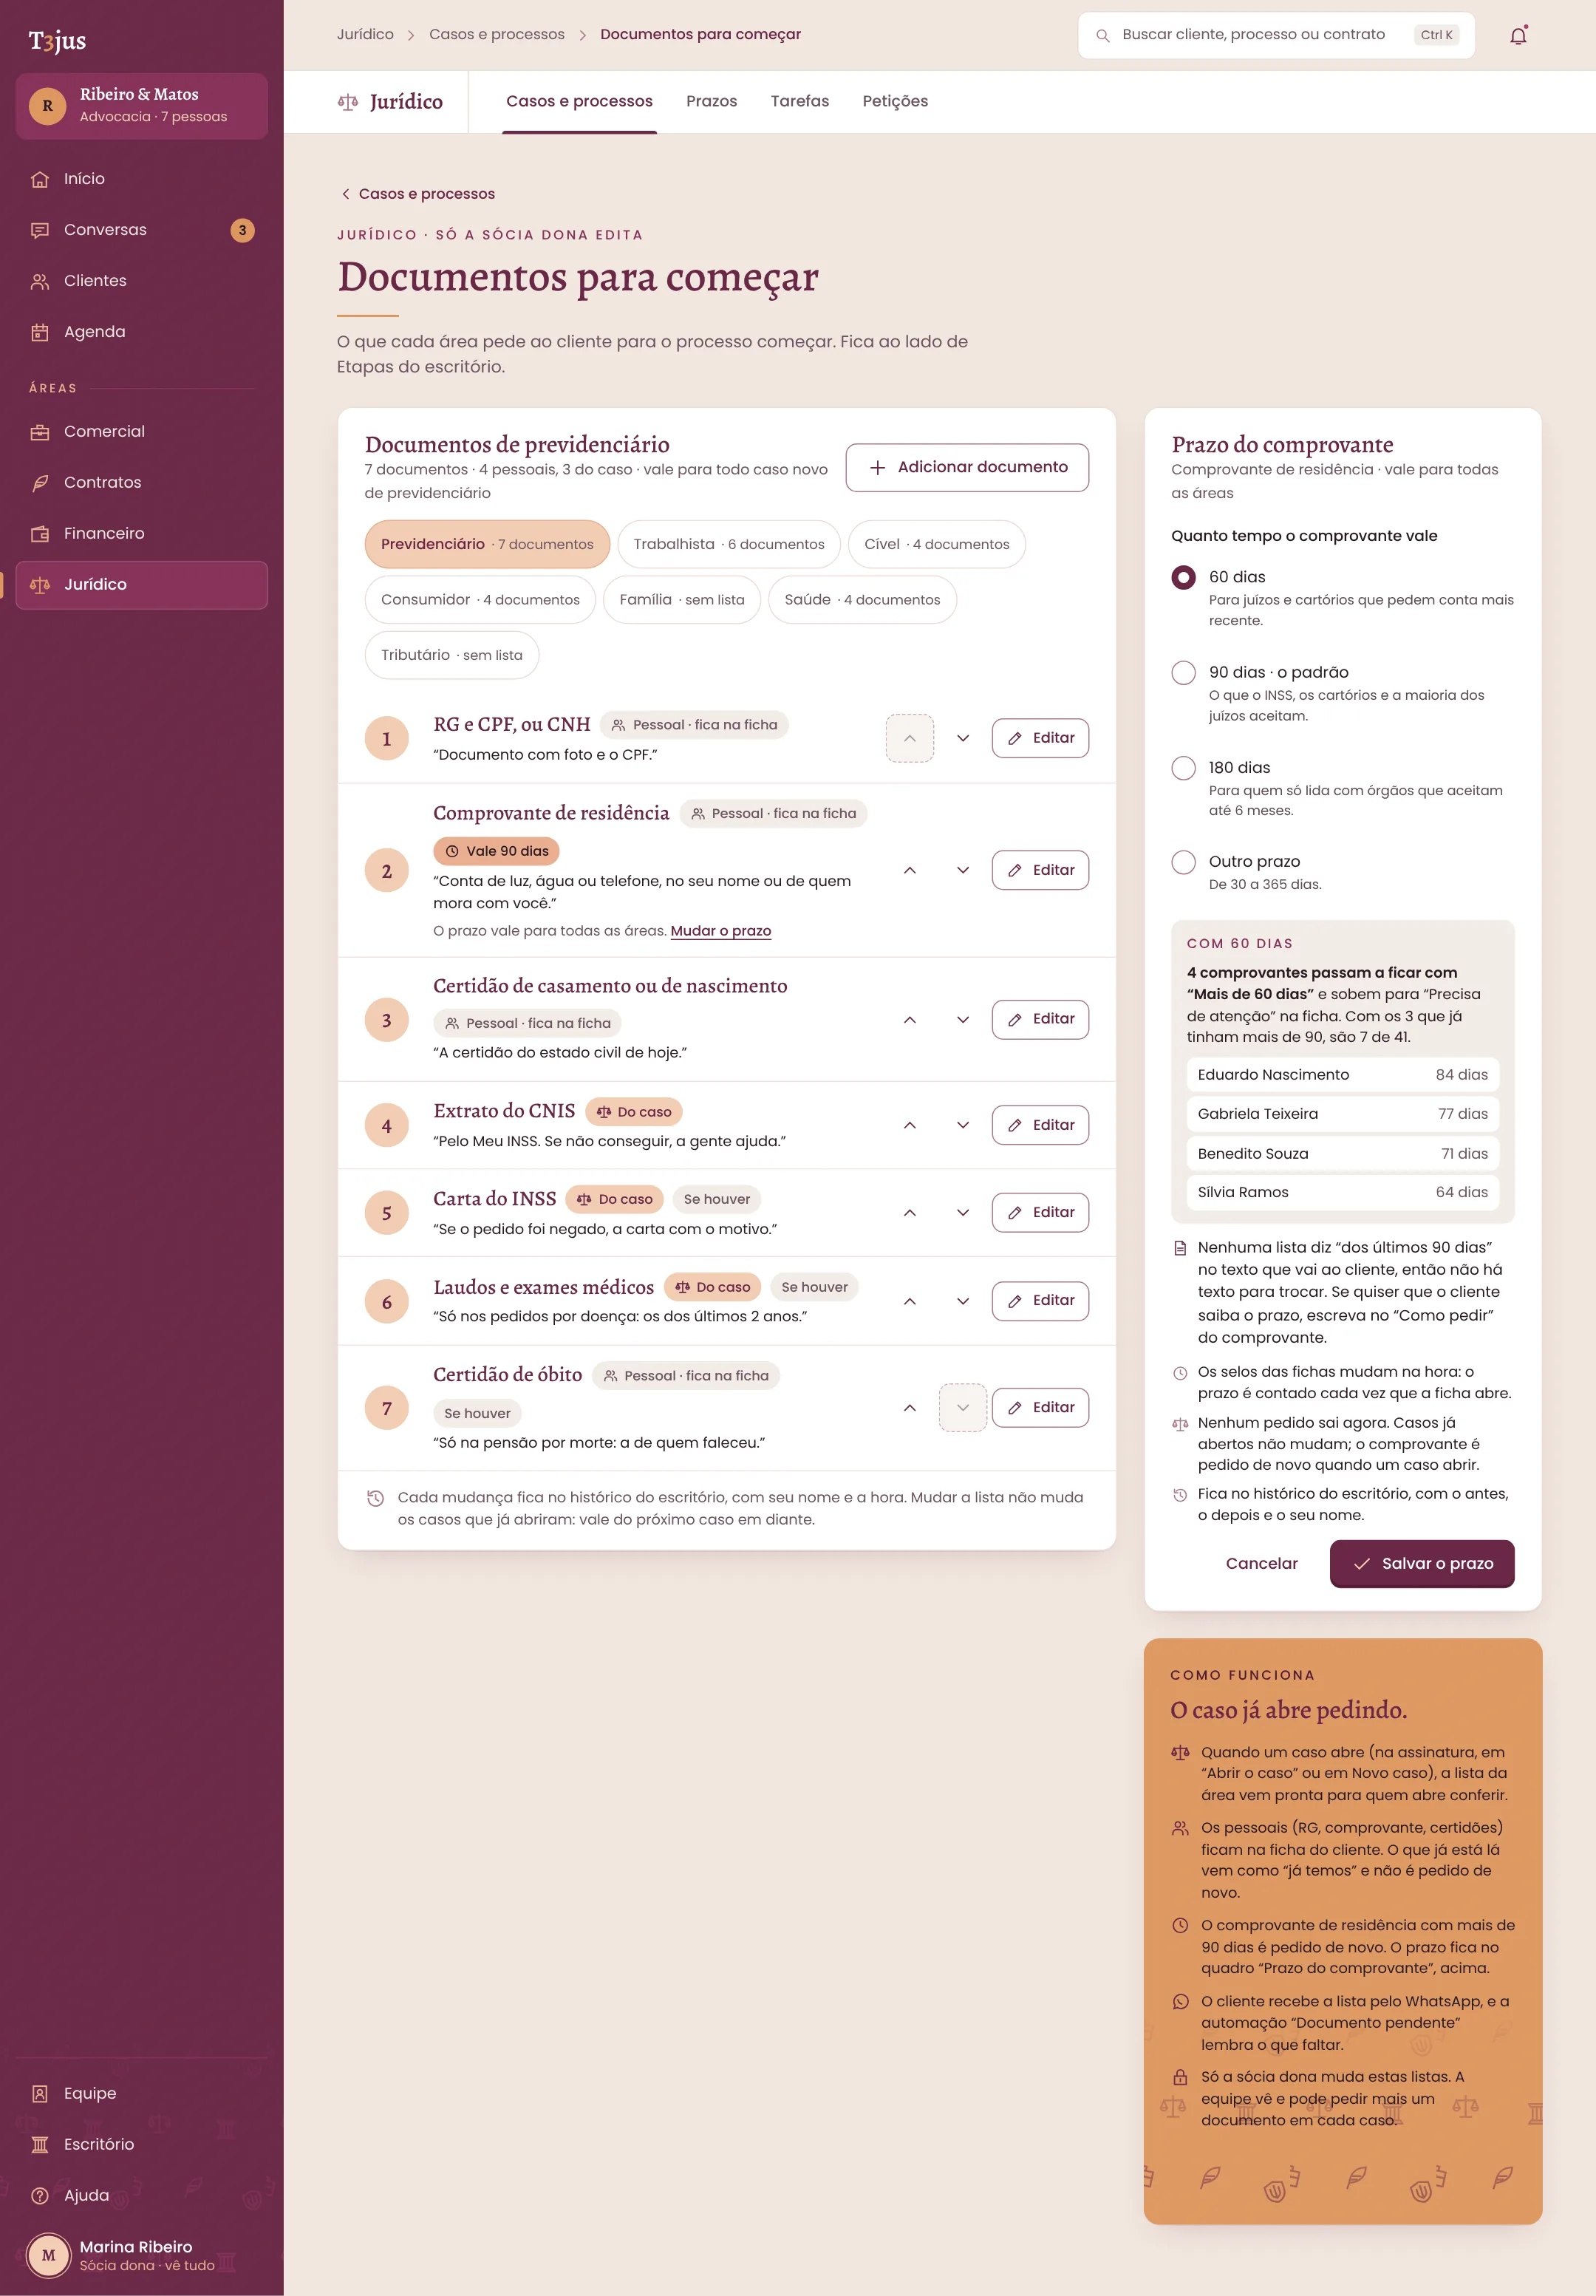 T3jus
R
Ribeiro & Matos
Advocacia · 7 pessoas
Início
Conversas
3
Clientes
Agenda
ÁREAS
Comercial
Contratos
Financeiro
Jurídico
Equipe
Escritório
Ajuda
M
Marina Ribeiro
Sócia dona · vê tudo
Jurídico
Casos e processos
Documentos para começar
Buscar cliente, processo ou contrato
Ctrl K
Jurídico
Casos e processos
Prazos
Tarefas
Petições
Casos e processos
JURÍDICO · SÓ A SÓCIA DONA EDITA
Documentos para começar
O que cada área pede ao cliente para o processo começar. Fica ao lado de
Etapas do escritório.
Documentos de previdenciário
7 documentos · 4 pessoais, 3 do caso · vale para todo caso novo
de previdenciário
Adicionar documento
Previdenciário · 7 documentos
Trabalhista · 6 documentos
Cível · 4 documentos
Consumidor · 4 documentos
Família · sem lista
Saúde · 4 documentos
Tributário · sem lista
1
RG e CPF, ou CNH
Pessoal · fica na ficha
“Documento com foto e o CPF.”
Editar
2
Comprovante de residência
Pessoal · fica na ficha
Vale 90 dias
“Conta de luz, água ou telefone, no seu nome ou de quem
mora com você.”
O prazo vale para todas as áreas. Mudar o prazo
Editar
3
Certidão de casamento ou de nascimento
Pessoal · fica na ficha
“A certidão do estado civil de hoje.”
Editar
4
Extrato do CNIS
Do caso
“Pelo Meu INSS. Se não conseguir, a gente ajuda.”
Editar
5
Carta do INSS
Do caso
Se houver
“Se o pedido foi negado, a carta com o motivo.”
Editar
6
Laudos e exames médicos
Do caso
Se houver
“Só nos pedidos por doença: os dos últimos 2 anos.”
Editar
7
Certidão de óbito
Pessoal · fica na ficha
Se houver
“Só na pensão por morte: a de quem faleceu.”
Editar
Cada mudança fica no histórico do escritório, com seu nome e a hora. Mudar a lista não muda
os casos que já abriram: vale do próximo caso em diante.
Prazo do comprovante
Comprovante de residência · vale para todas
as áreas
Quanto tempo o comprovante vale
60 dias
Para juízos e cartórios que pedem conta mais
recente.
90 dias · o padrão
O que o INSS, os cartórios e a maioria dos
juízos aceitam.
180 dias
Para quem só lida com órgãos que aceitam
até 6 meses.
Outro prazo
De 30 a 365 dias.
COM 60 DIAS
4 comprovantes passam a ficar com
“Mais de 60 dias” e sobem para “Precisa
de atenção” na ficha. Com os 3 que já
tinham mais de 90, são 7 de 41.
Eduardo Nascimento
84 dias
Gabriela Teixeira
77 dias
Benedito Souza
71 dias
Sílvia Ramos
64 dias
Nenhuma lista diz “dos últimos 90 dias”
no texto que vai ao cliente, então não há
texto para trocar. Se quiser que o cliente
saiba o prazo, escreva no “Como pedir”
do comprovante.
Os selos das fichas mudam na hora: o
prazo é contado cada vez que a ficha abre.
Nenhum pedido sai agora. Casos já
abertos não mudam; o comprovante é
pedido de novo quando um caso abrir.
Fica no histórico do escritório, com o antes,
o depois e o seu nome.
Cancelar
Salvar o prazo
COMO FUNCIONA
O caso já abre pedindo.
Quando um caso abre (na assinatura, em
“Abrir o caso” ou em Novo caso), a lista da
área vem pronta para quem abre conferir.
Os pessoais (RG, comprovante, certidões)
ficam na ficha do cliente. O que já está lá
vem como “já temos” e não é pedido de
novo.
O comprovante de residência com mais de
90 dias é pedido de novo. O prazo fica no
quadro “Prazo do comprovante”, acima.
O cliente recebe a lista pelo WhatsApp, e a
automação “Documento pendente”
lembra o que faltar.
Só a sócia dona muda estas listas. A
equipe vê e pode pedir mais um
documento em cada caso.